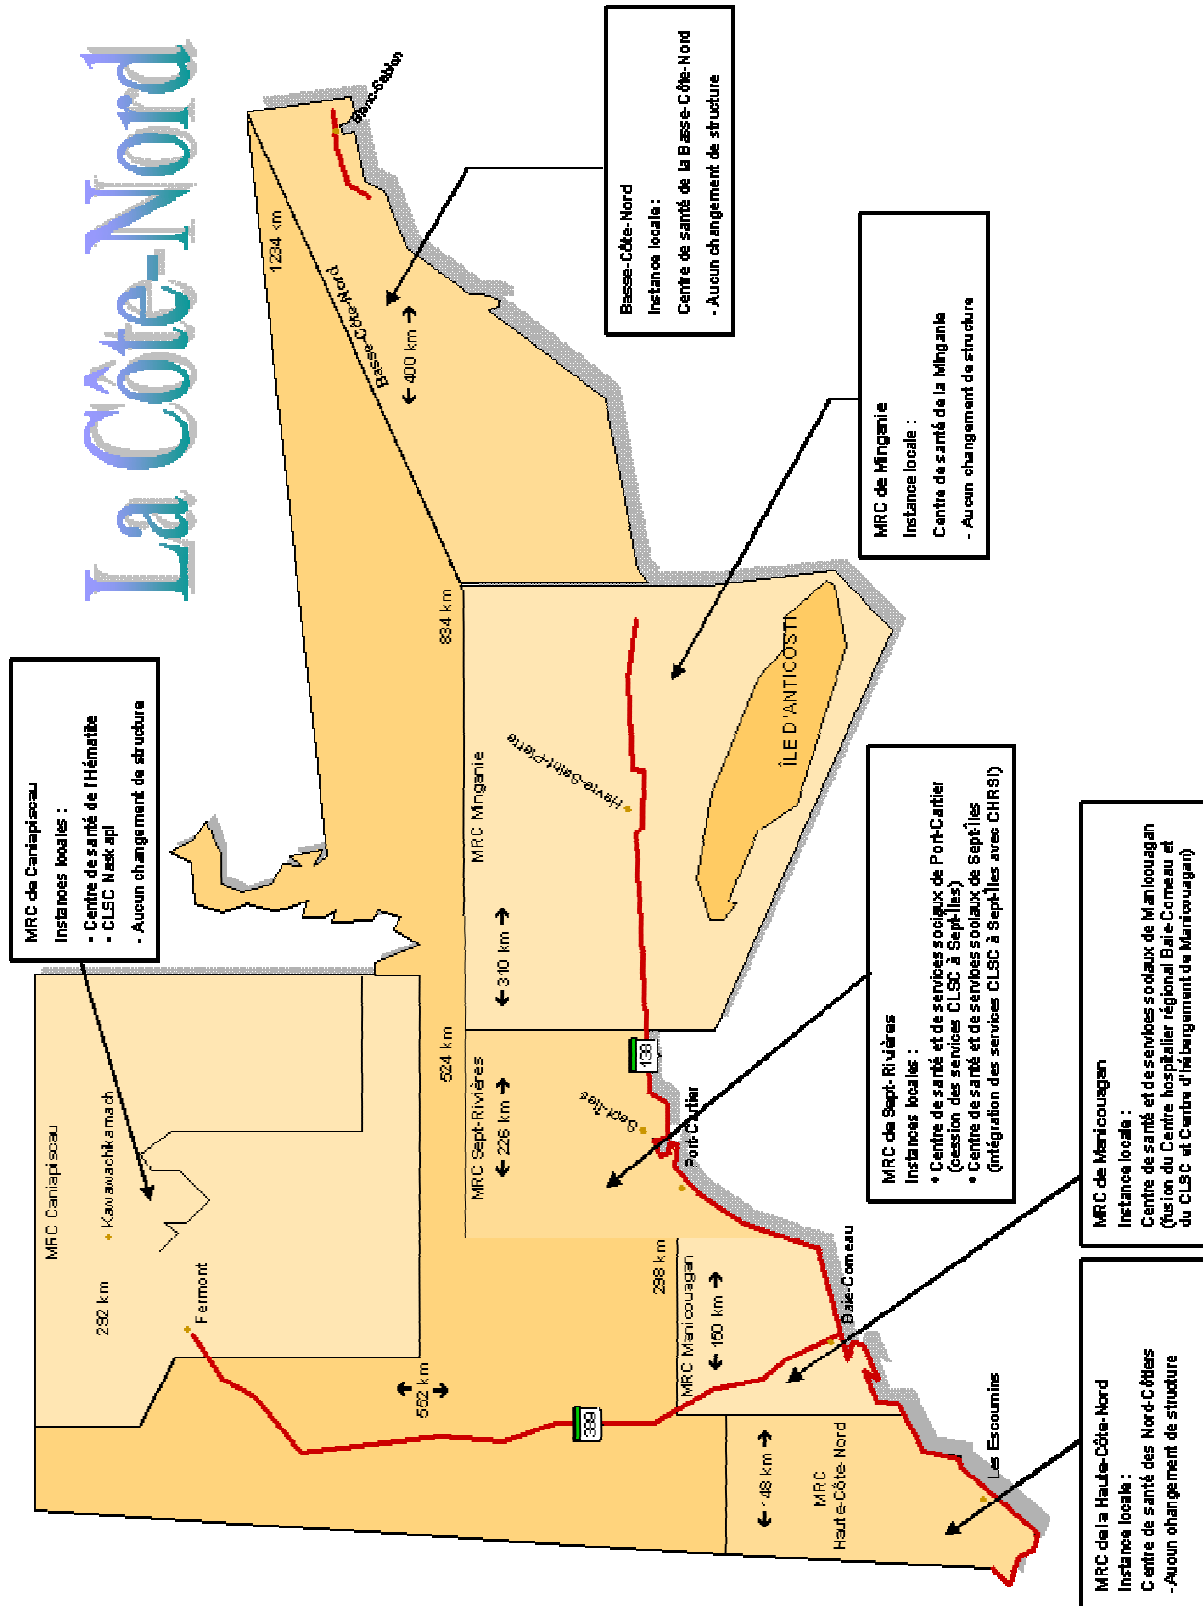 La Côte-Nord
MRC de Caniapiscau
Instances locales :
- Centre de santé de l'Hématite
- CLSC Naskapi
- Aucun changement de structure
MRC Caniapiscau
292 km
Kawawachikamach
Fermont
552 km
389
1234 km
Basse-Côte-Nord
400 km
Blanc-Sablon
834 km
MRC Minganie
310 km
Havre-Saint-Pierre
ÎLE D'ANTICOSTI
524 km
MRC Sept-Rivières
226 km
138
Sept-Îles
Port-Cartier
298 km
MRC Manicouagan
150 km
Baie-Comeau
148 km
MRC
Haute-Côte-Nord
Les Escoumins
Basse-Côte-Nord
Instance locale :
Centre de santé de la Basse-Côte-Nord
- Aucun changement de structure
MRC de Minganie
Instance locale :
Centre de santé de la Minganie
- Aucun changement de structure
MRC de Sept-Rivières
Instances locales :
* Centre de santé et de services sociaux de Port-Cartier
(cession des services CLSC à Sept-Îles)
* Centre de santé et de services sociaux de Sept-Îles
(intégration des services CLSC à Sept-Îles avec CHRSI)
MRC de Manicouagan
Instance locale :
Centre de santé et de services sociaux de Manicouagan
(fusion du Centre hospitalier régional Baie-Comeau et
du CLSC et Centre d'hébergement de Manicouagan)
MRC de la Haute-Côte-Nord
Instance locale :
Centre de santé des Nord-Côtiers
- Aucun changement de structure